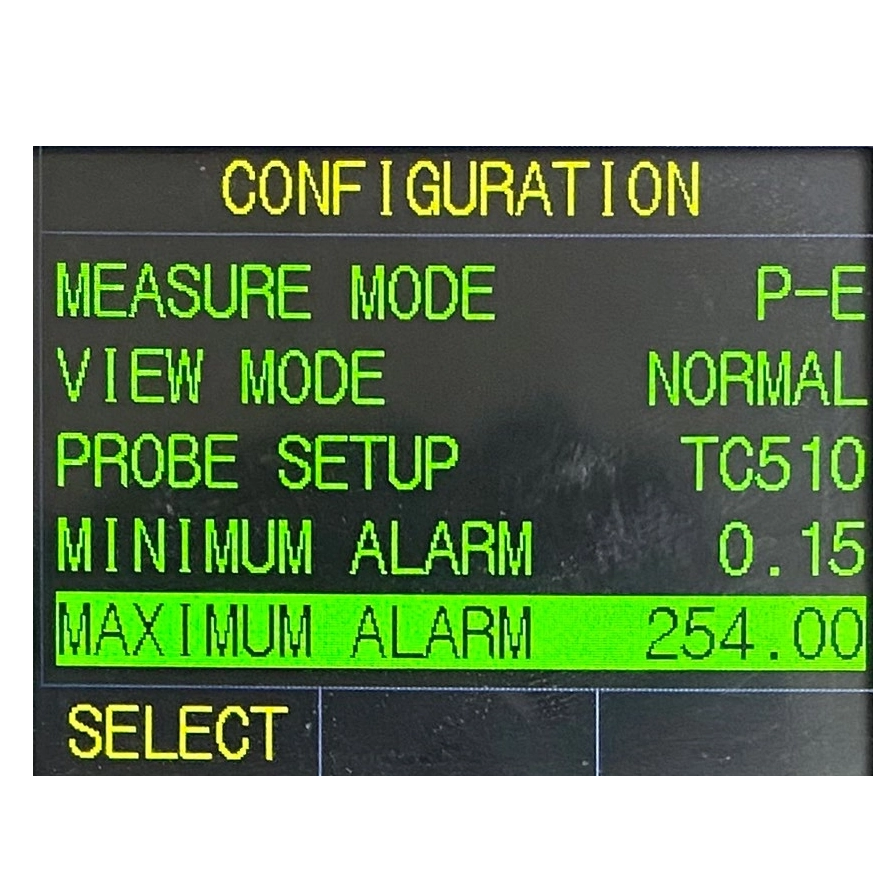 CONFIGURATION
MEASURE MODE P-E
VIEW MODE NORMAL
PROBE SETUP TC510
MINIMUM ALARM 0.15
MAXIMUM ALARM 254.00
SELECT